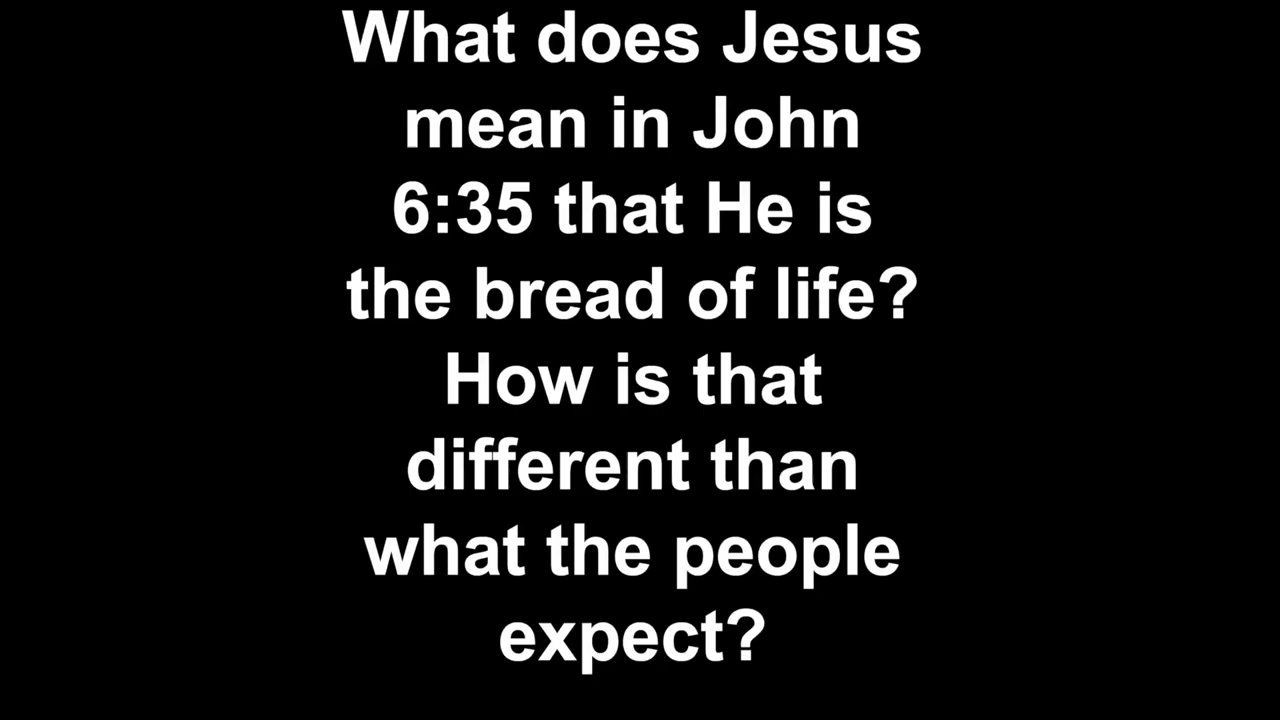 What does Jesus
mean in John
6:35 that He is
the bread of life?
How is that
different than
what the people
expect?